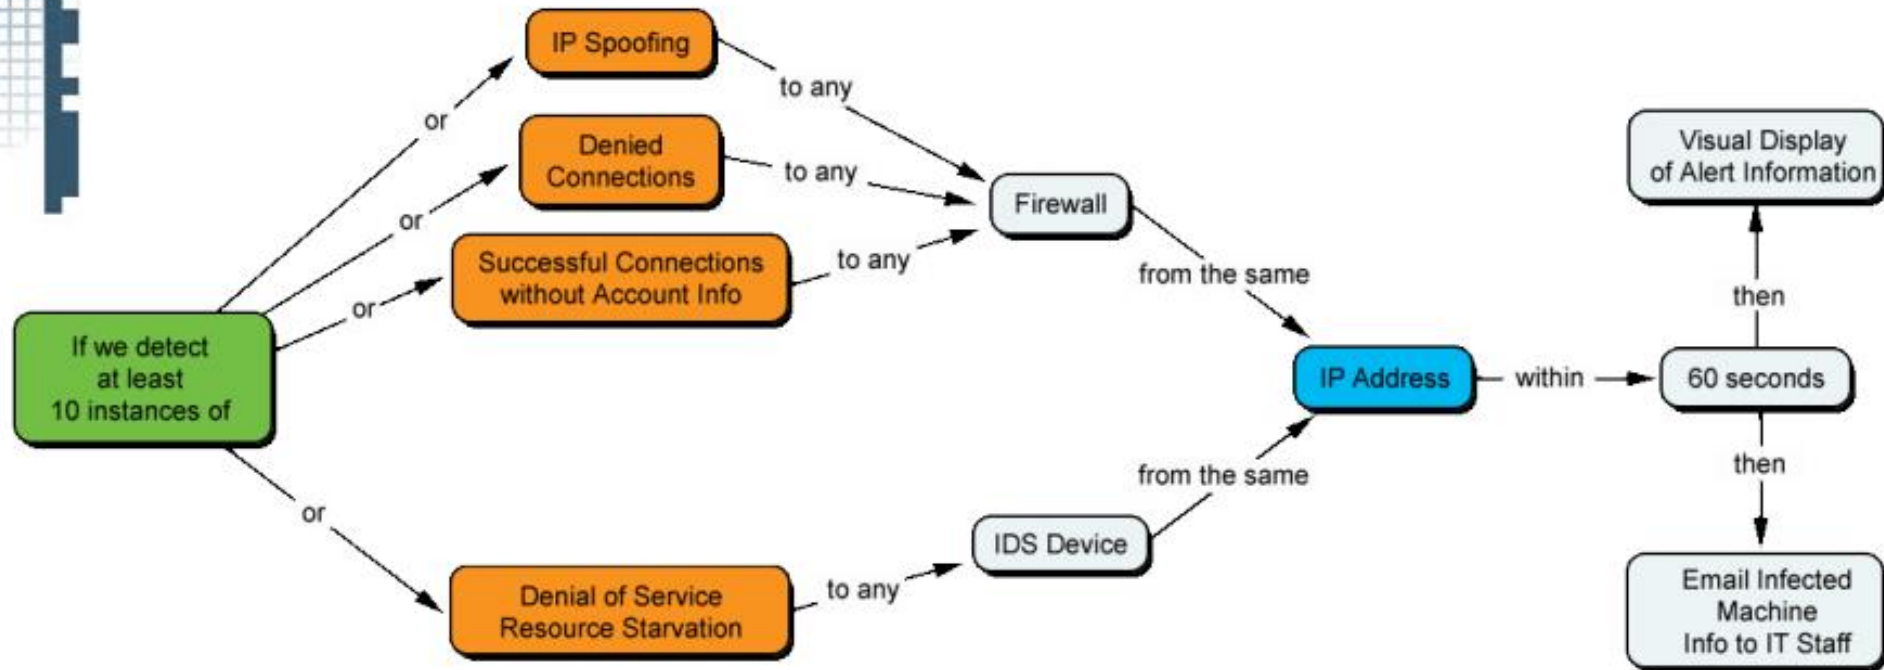 If we detect
at least
10 instances of
or
IP Spoofing
to any
or
Denied
Connections
to any
or
Successful Connections
without Account Info
to any
Firewall
from the same
or
Denial of Service
Resource Starvation
to any
IDS Device
from the same
IP Address
within
60 seconds
then
Visual Display
of Alert Information
then
Email Infected
Machine
Info to IT Staff